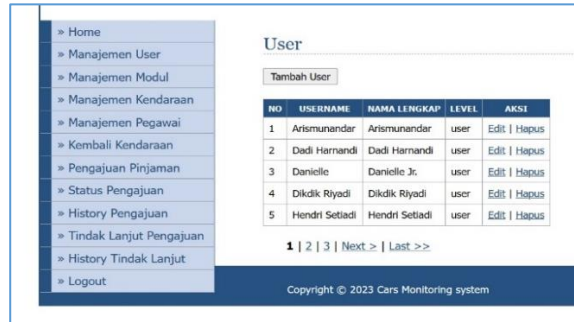 » Home
» Manajemen User
» Manajemen Modul
» Manajemen Kendaraan
» Manajemen Pegawai
» Kembali Kendaraan
» Pengajuan Pinjaman
» Status Pengajuan
» History Pengajuan
» Tindak Lanjut Pengajuan
» History Tindak Lanjut
» Logout
User
Tambah User
NO USERNAME NAMA LENGKAP LEVEL AKSI
1 Arismunandar Arismunandar user Edit | Hapus
2 Dadi Harnandi Dadi Harnandi user Edit | Hapus
3 Danielle Danielle Jr. user Edit | Hapus
4 Dikdik Riyadi Dikdik Riyadi user Edit | Hapus
5 Hendri Setiadi Hendri Setiadi user Edit | Hapus
1 | 2 | 3 | Next > | Last >>
Copyright © 2023 Cars Monitoring system